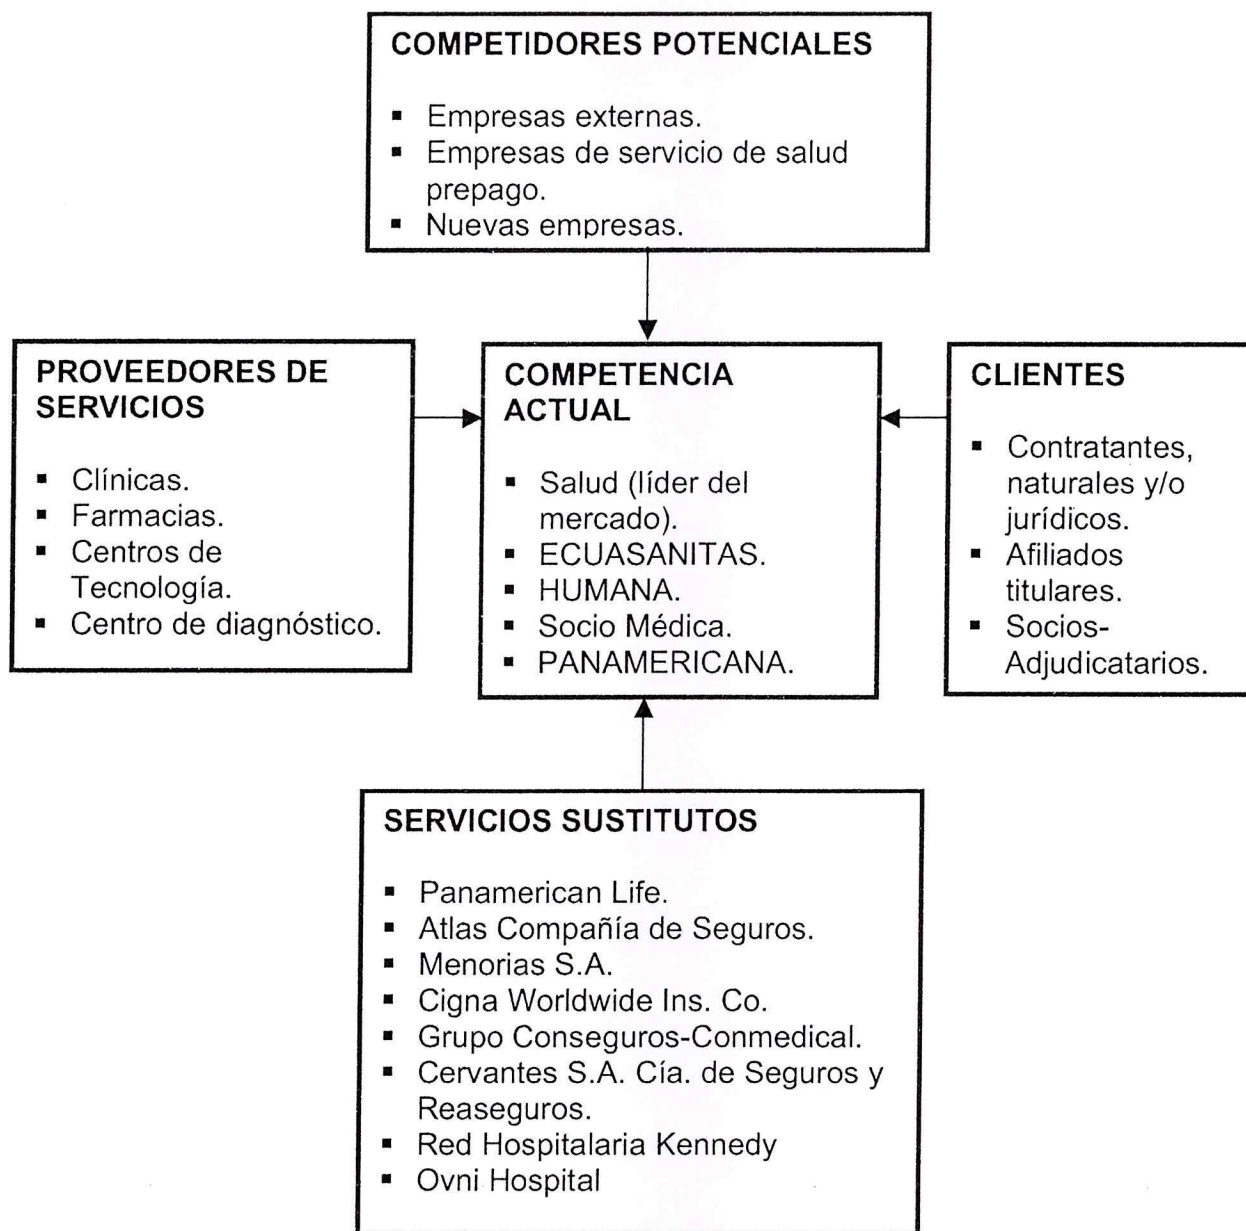 COMPETIDORES POTENCIALES
▪ Empresas externas.
▪ Empresas de servicio de salud
prepago.
▪ Nuevas empresas.
PROVEEDORES DE
SERVICIOS
▪ Clínicas.
▪ Farmacias.
▪ Centros de
Tecnología.
▪ Centro de diagnóstico.
COMPETENCIA
ACTUAL
▪ Salud (líder del
mercado).
▪ ECUASANITAS.
▪ HUMANA.
▪ Socio Médica.
▪ PANAMERICANA.
CLIENTES
▪ Contratantes,
naturales y/o
jurídicos.
▪ Afiliados
titulares.
▪ Socios-
Adjudicatarios.
SERVICIOS SUSTITUTOS
▪ Panamerican Life.
▪ Atlas Compañía de Seguros.
▪ Menorias S.A.
▪ Cigna Worldwide Ins. Co.
▪ Grupo Conseguros-Conmedical.
▪ Cervantes S.A. Cía. de Seguros y
Reaseguros.
▪ Red Hospitalaria Kennedy
▪ Ovni Hospital